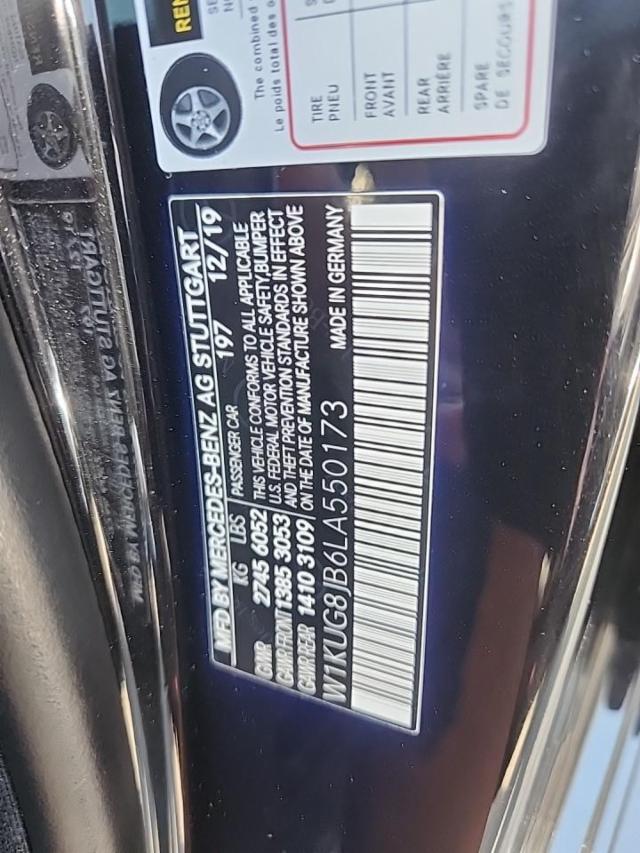 REN
SE
NO
The combined
Le poids total des o
TIRE
PNEU
FRONT
AVANT
REAR
ARRIÈRE
SPARE
DE SECOURS
MFD BY MERCEDES-BENZ AG STUTTGART
197 12/19
KG LBS PASSENGER CAR
GVWR 2745 6052 THIS VEHICLE CONFORMS TO ALL APPLICABLE
GAWR FRONT 1385 3053 U.S. FEDERAL MOTOR VEHICLE SAFETY, BUMPER
GAWR REAR 1410 3109 AND THEFT PREVENTION STANDARDS IN EFFECT
ON THE DATE OF MANUFACTURE SHOWN ABOVE
W1KUG8JB6LA550173 MADE IN GERMANY